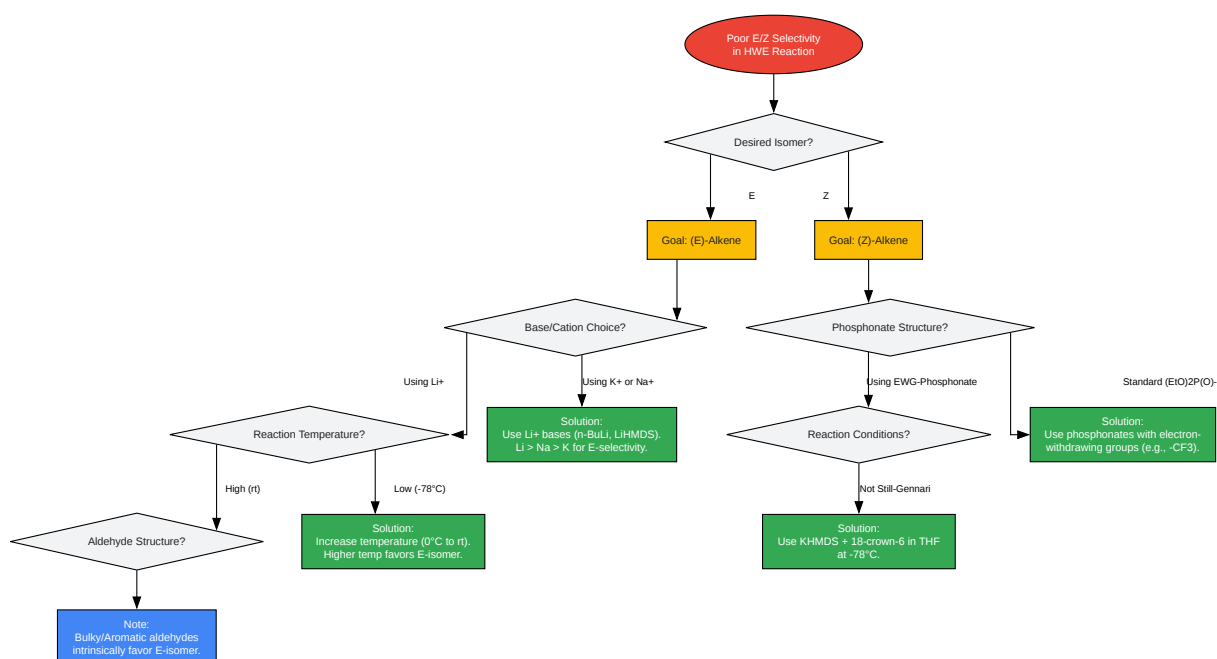 Poor E/Z Selectivity
in HWE Reaction
Desired Isomer?
E
Z
Goal: (E)-Alkene
Goal: (Z)-Alkene
Base/Cation Choice?
Phosphonate Structure?
Using Li+
Using K+ or Na+
Using EWG-Phosphonate
Standard (EtO)2P(O)-
Reaction Temperature?
Solution:
Use Li+ bases (n-BuLi, LiHMDS).
Li > Na > K for E-selectivity.
Reaction Conditions?
Solution:
Use phosphonates with electron-
withdrawing groups (e.g., -CF3).
High (rt)
Low (-78°C)
Not Still-Gennari
Aldehyde Structure?
Solution:
Increase temperature (0°C to rt).
Higher temp favors E-isomer.
Solution:
Use KHMDS + 18-crown-6 in THF
at -78°C.
Note:
Bulky/Aromatic aldehydes
intrinsically favor E-isomer.